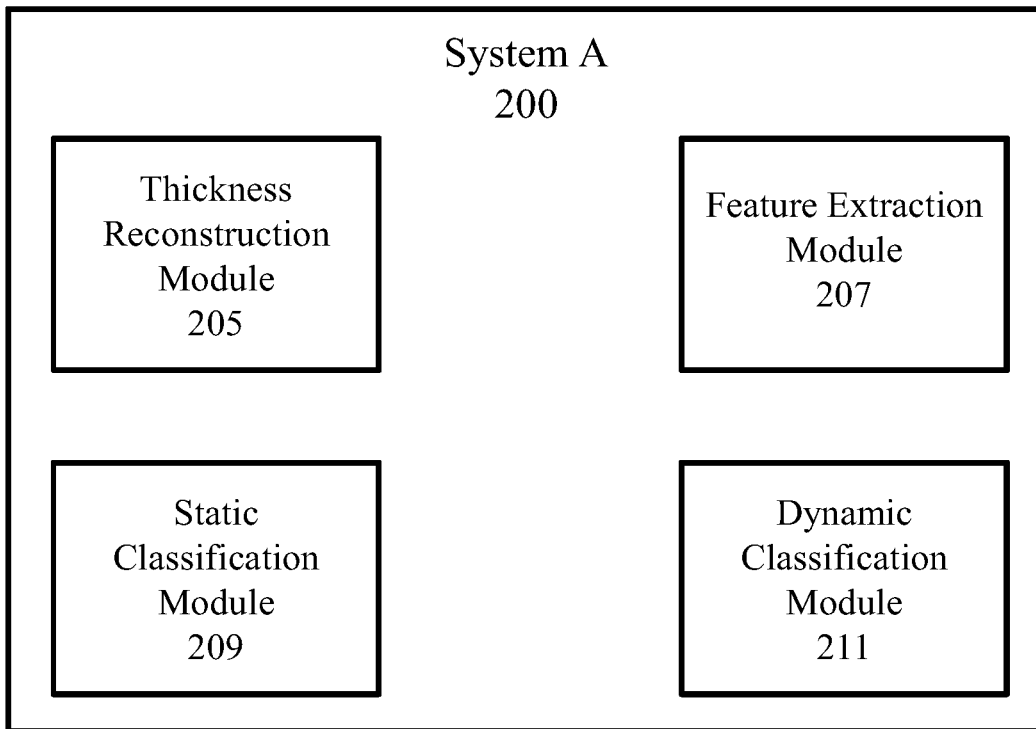 System A
200
Thickness
Reconstruction
Module
205
Feature Extraction
Module
207
Static
Classification
Module
209
Dynamic
Classification
Module
211